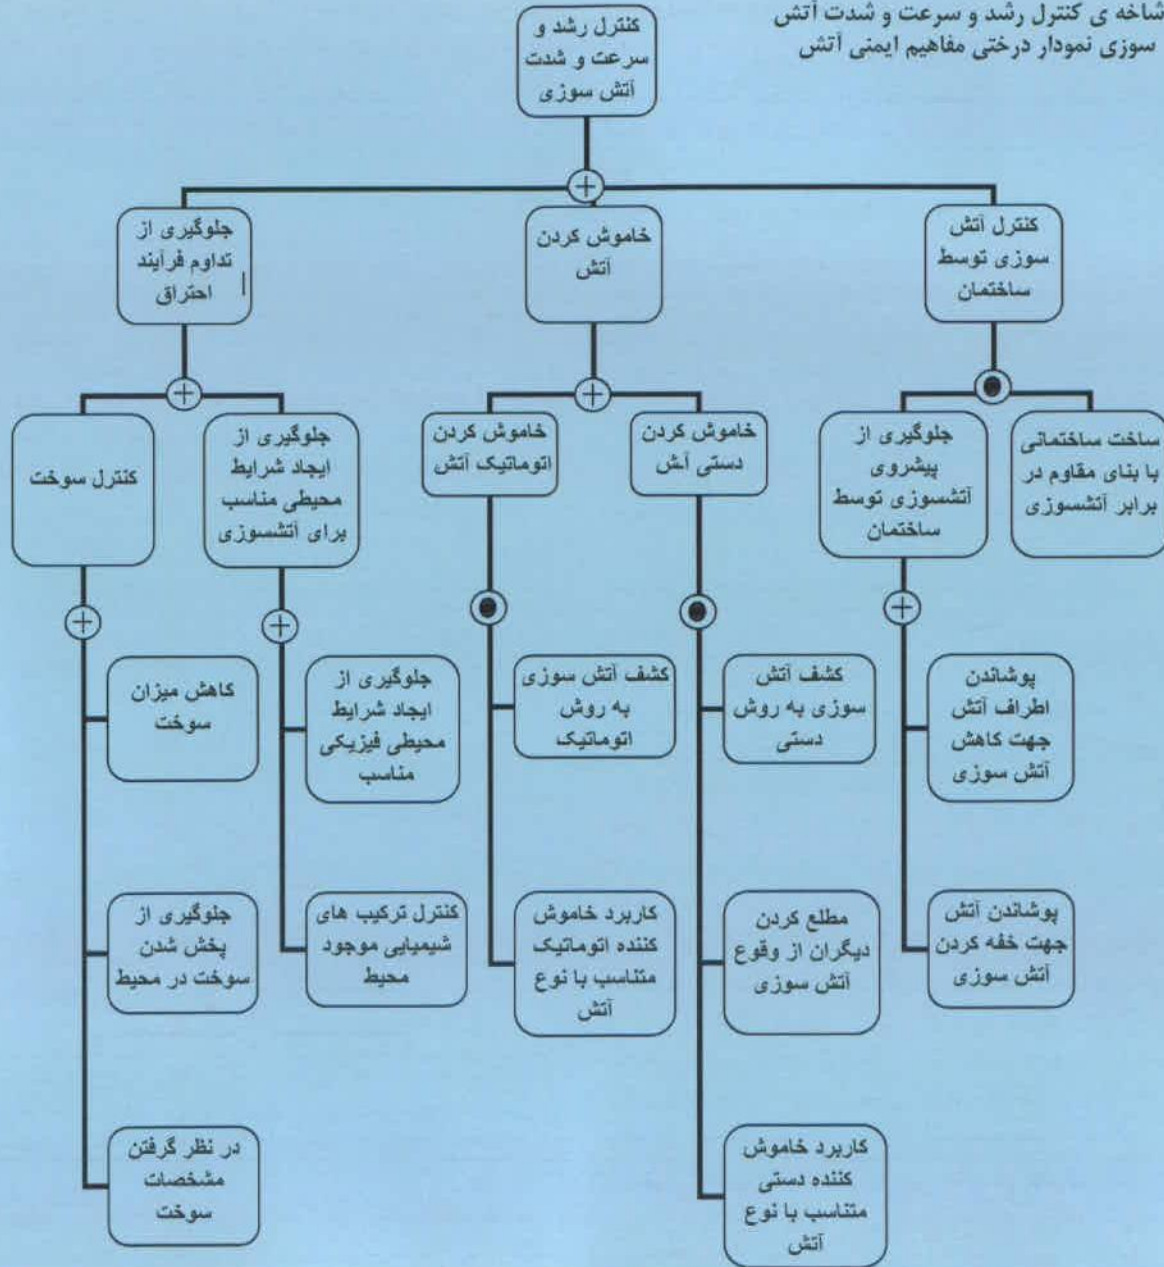 شاخه ی کنترل رشد و سرعت و شدت آتش
سوزی نمودار درختی مفاهیم ایمنی آتش
کنترل رشد و
سرعت و شدت
آتش سوزی
کنترل آتش
سوزی توسط
ساختمان
خاموش کردن
آتش
جلوگیری از
تداوم فرآیند
احتراق
ساخت ساختمانی
با بنای مقاوم در
برابر آتشسوزی
جلوگیری از
پیشروی
آتشسوزی توسط
ساختمان
خاموش کردن
دستی آش
خاموش کردن
اتوماتیک آتش
جلوگیری از
ایجاد شرایط
محیطی مناسب
برای آتشسوزی
کنترل سوخت
پوشاندن
اطراف آتش
جهت کاهش
آتش سوزی
کشف آتش
سوزی به روش
دستی
کشف آتش سوزی
به روش
اتوماتیک
جلوگیری از
ایجاد شرایط
محیطی فیزیکی
مناسب
کاهش میزان
سوخت
پوشاندن آتش
جهت خفه کردن
آتش سوزی
مطلع کردن
دیگران از وقوع
آتش سوزی
کاربرد خاموش
کننده اتوماتیک
متناسب با نوع
آتش
کنترل ترکیب های
شیمیایی موجود
محیط
جلوگیری از
پخش شدن
سوخت در محیط
کاربرد خاموش
کننده دستی
متناسب با نوع
آتش
در نظر گرفتن
مشخصات
سوخت